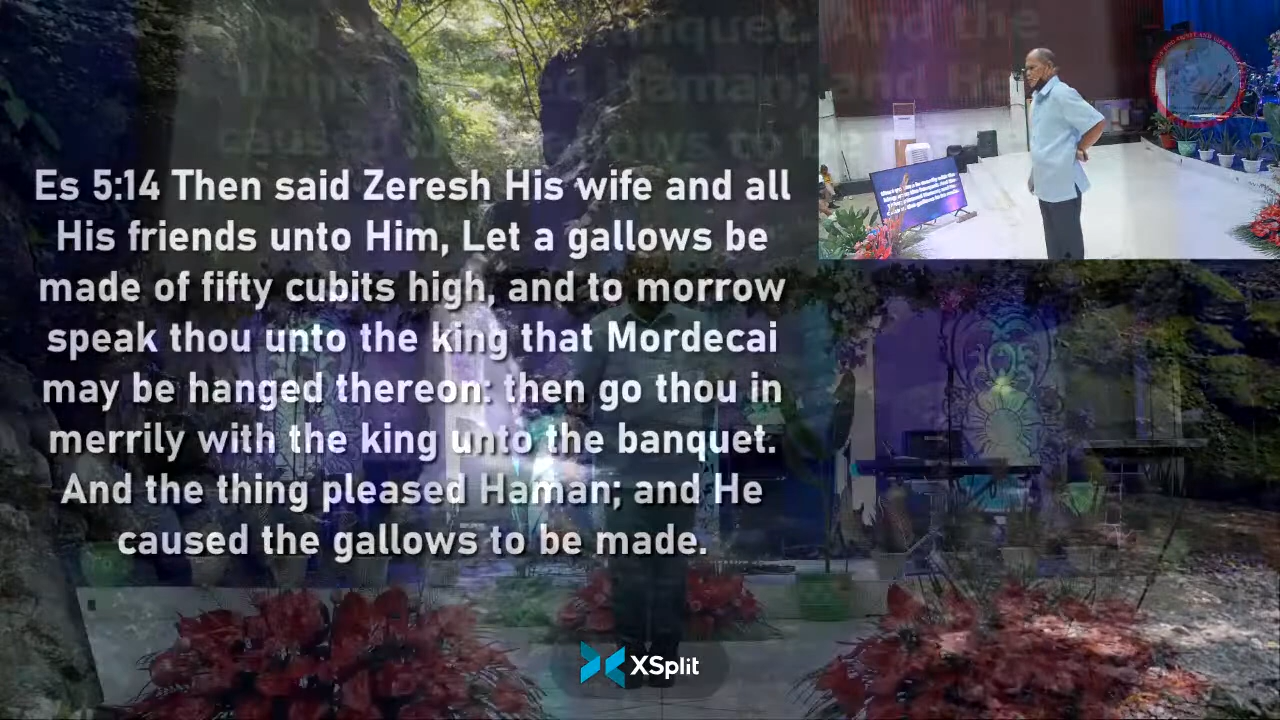 Es 5:14 Then said Zeresh His wife and all
His friends unto Him, Let a gallows be
made of fifty cubits high, and to morrow
speak thou unto the king that Mordecai
may be hanged thereon: then go thou in
merrily with the king unto the banquet.
And the thing pleased Haman; and He
caused the gallows to be made.
XSplit